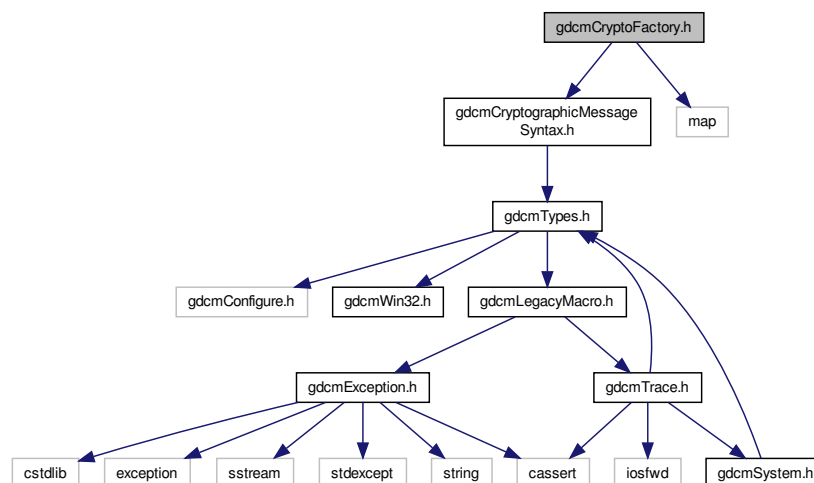 gdcmCryptoFactory.h
gdcmCryptographicMessage
Syntax.h
map
gdcmTypes.h
gdcmConfigure.h
gdcmWin32.h
gdcmLegacyMacro.h
gdcmException.h
gdcmTrace.h
cstdlib
exception
sstream
stdexcept
string
cassert
iosfwd
gdcmSystem.h